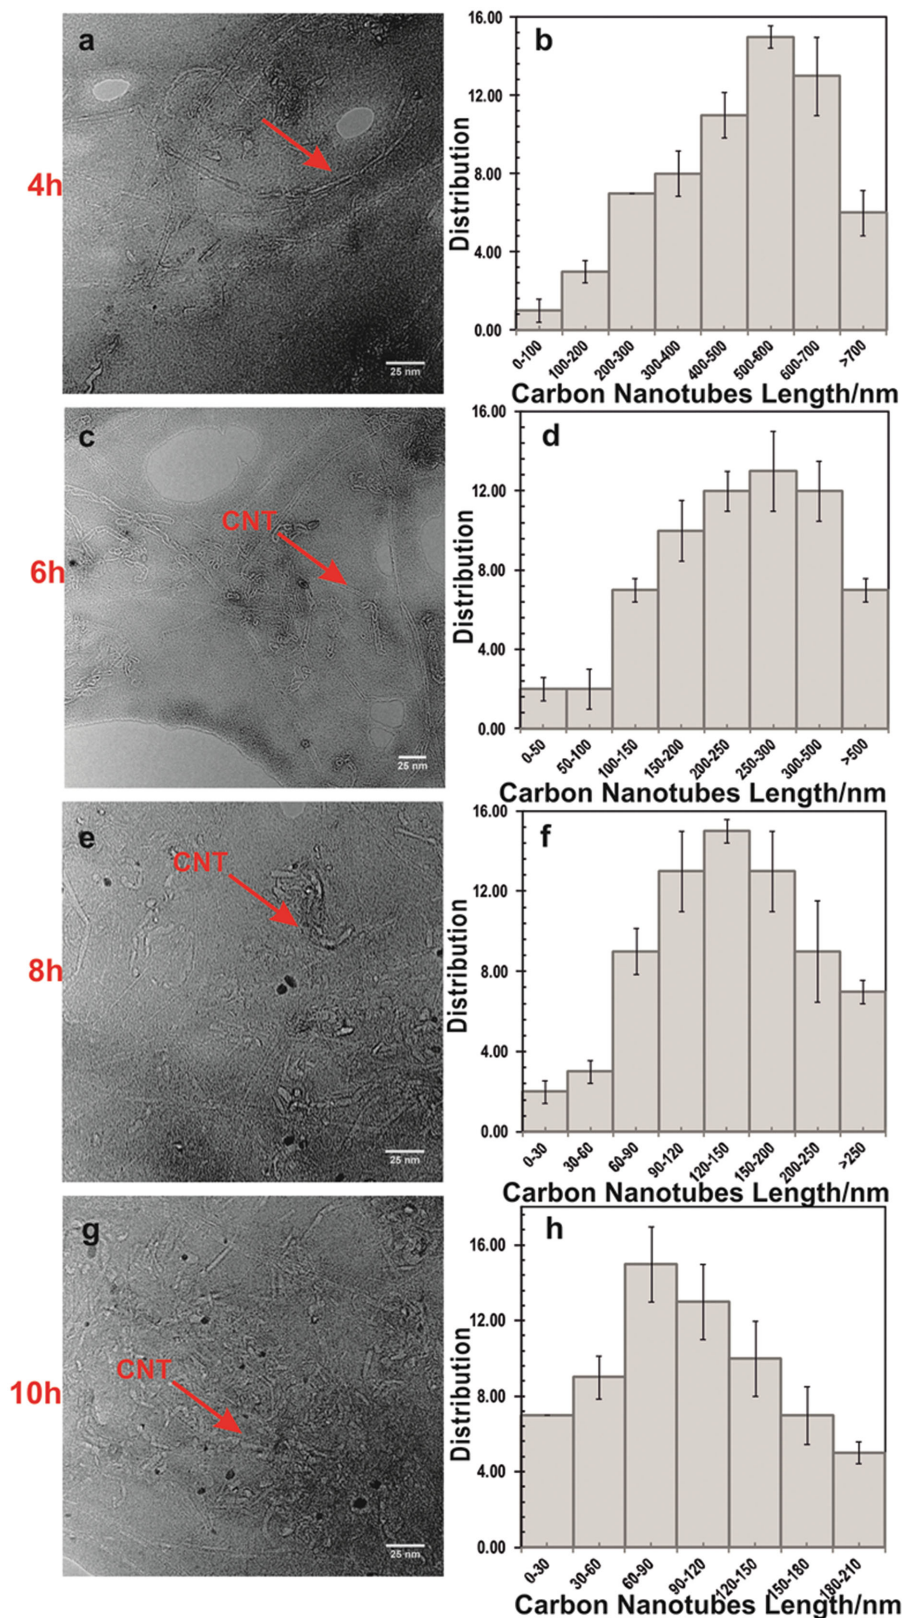 a
4h
25 nm
b
16.00
12.00
8.00
4.00
0.00
Distribution
0-100
100-200
200-300
300-400
400-500
500-600
600-700
>700
Carbon Nanotubes Length/nm
c
CNT
6h
25 nm
d
16.00
12.00
8.00
4.00
0.00
Distribution
0-50
50-100
100-150
150-200
200-250
250-300
300-500
>500
Carbon Nanotubes Length/nm
e
CNT
8h
25 nm
f
16.00
12.00
8.00
4.00
0.00
Distribution
0-30
30-60
60-90
90-120
120-150
150-200
200-250
>250
Carbon Nanotubes Length/nm
g
CNT
10h
25 nm
h
16.00
12.00
8.00
4.00
0.00
Distribution
0-30
30-60
60-90
90-120
120-150
150-180
180-210
Carbon Nanotubes Length/nm